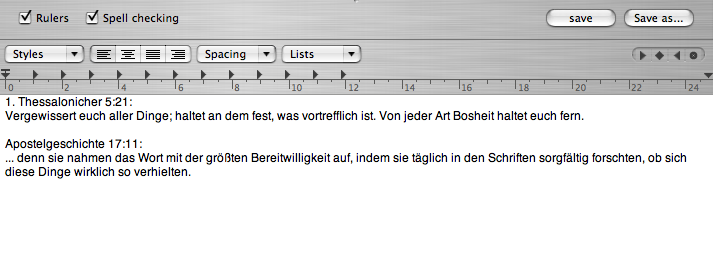 Rulers Spell checking save Save as...
Styles Spacing Lists
0 2 4 6 8 10 12 14 16 18 20 22 24
1. Thessalonicher 5:21:
Vergewissert euch aller Dinge; haltet an dem fest, was vortrefflich ist. Von jeder Art Bosheit haltet euch fern.
Apostelgeschichte 17:11:
... denn sie nahmen das Wort mit der größten Bereitwilligkeit auf, indem sie täglich in den Schriften sorgfältig forschten, ob sich
diese Dinge wirklich so verhielten.